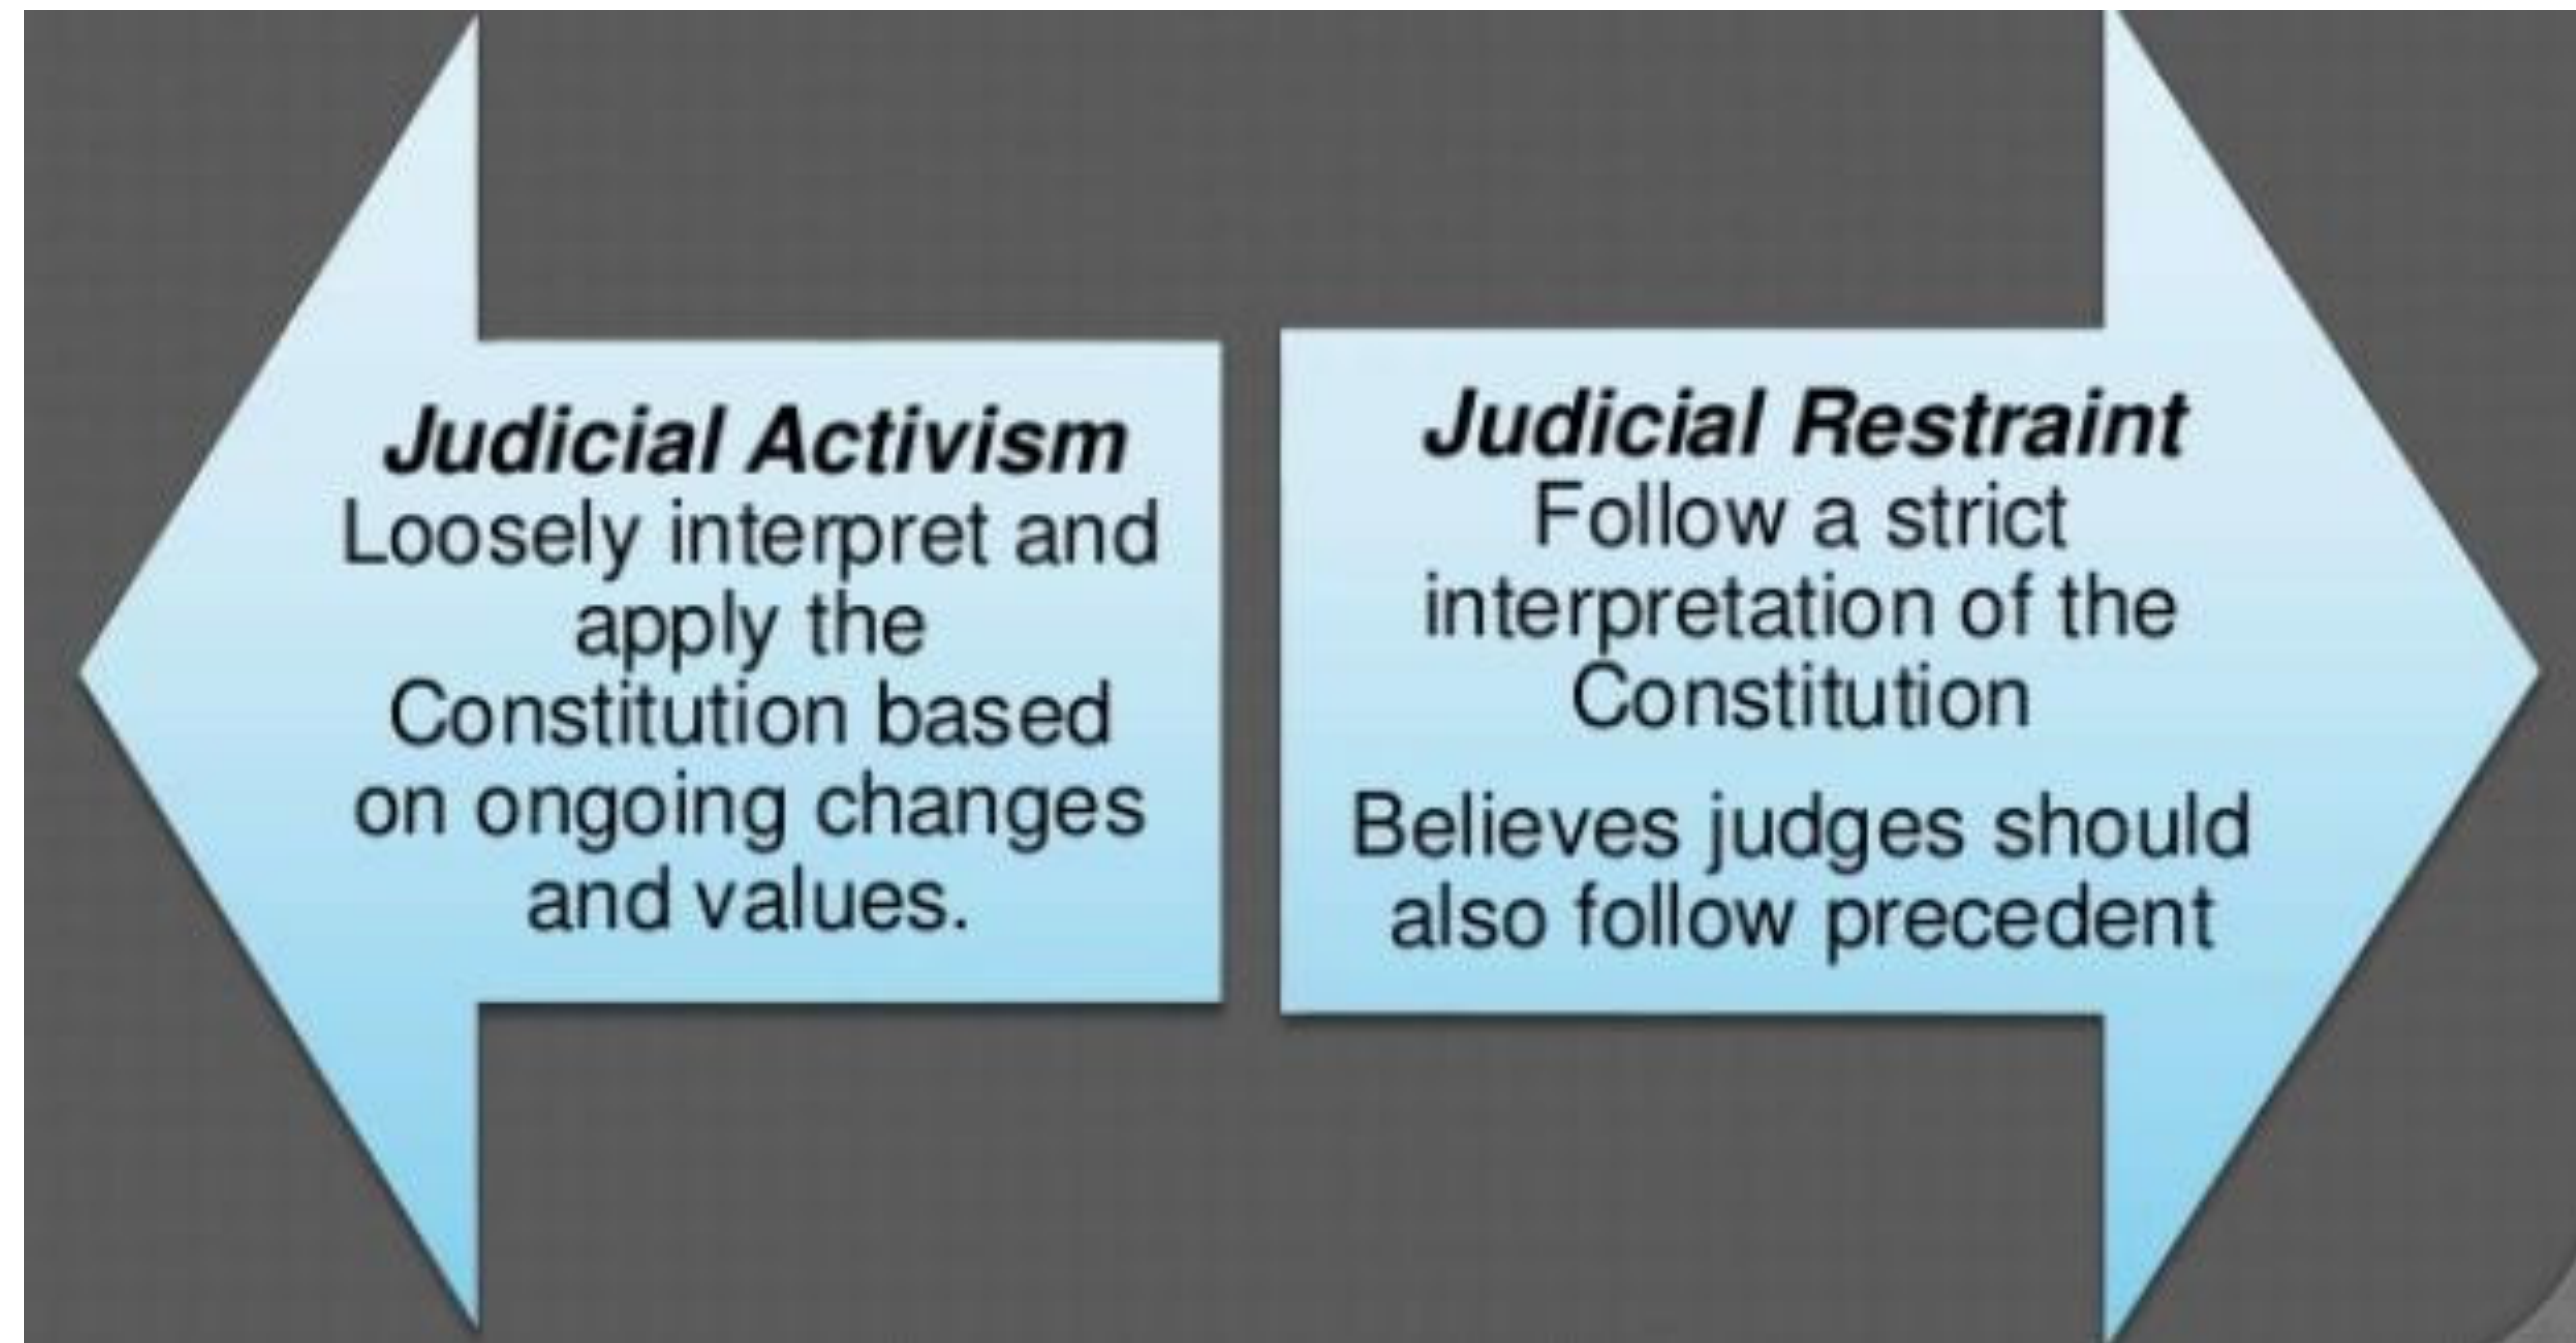 Judicial Activism
Loosely interpret and
apply the
Constitution based
on ongoing changes
and values.
Judicial Restraint
Follow a strict
interpretation of the
Constitution
Believes judges should
also follow precedent